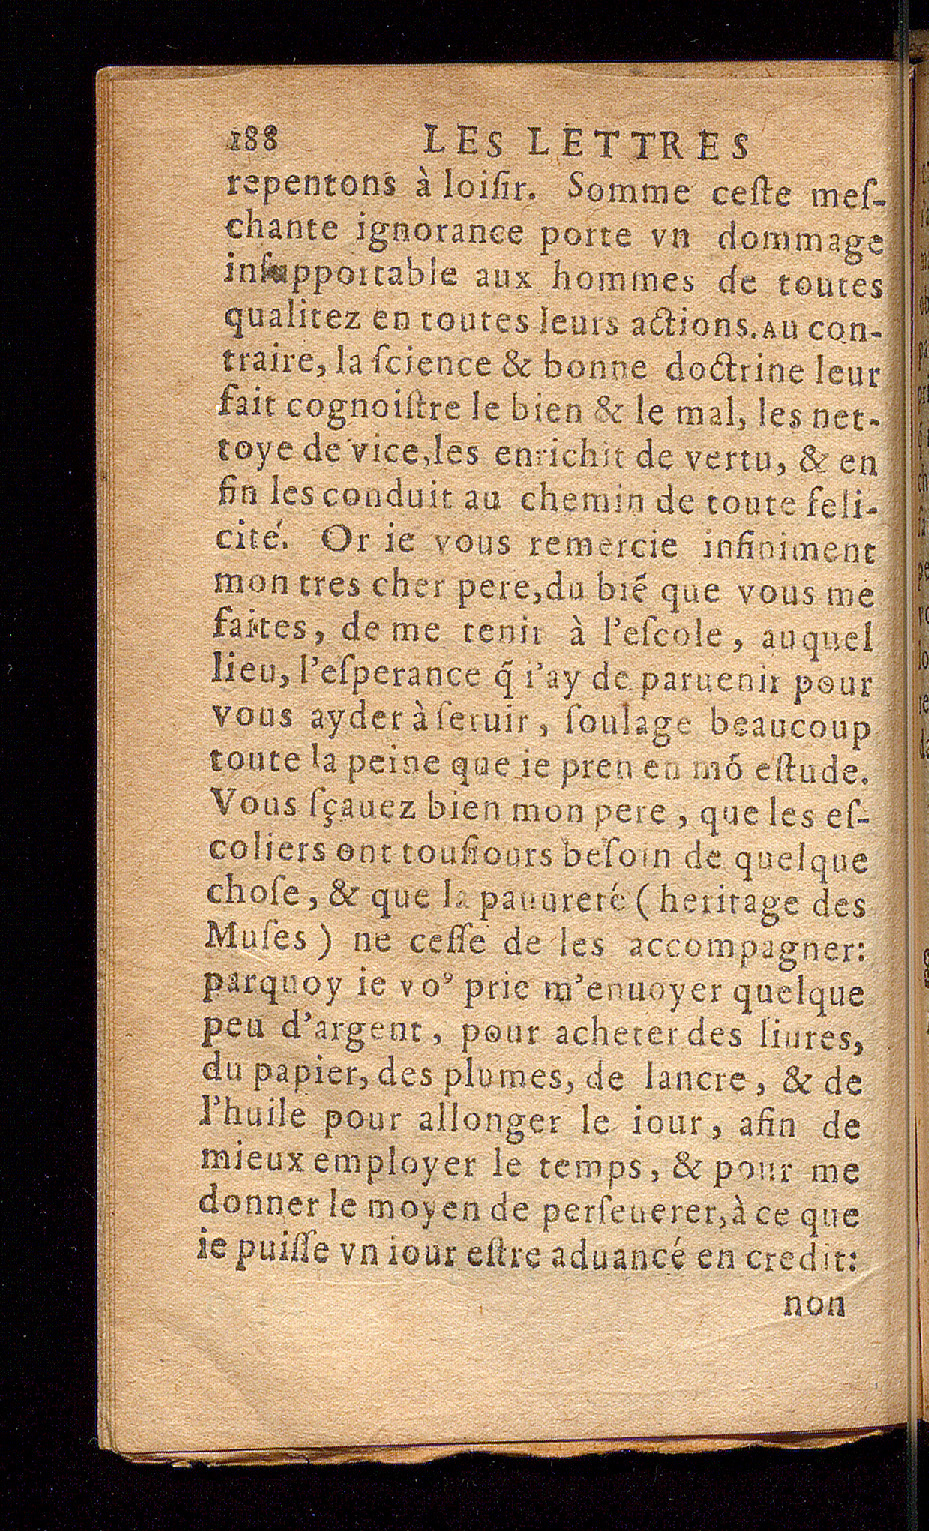 188 LES LETTRES
repentons à loiſir. Somme ceſte meſ-
chante ignorance porte vn dommage
inſupportable aux hommes de toutes
qualitez en toutes leurs actions. Au con-
traire, la ſcience & bonne doctrine leur
fait cognoiſtre le bien & le mal, les net-
toye de vice, les enrichit de vertu, & en
fin les conduit au chemin de toute feli-
cité. Or ie vous remercie infiniment
mon tres cher pere, du bié que vous me
faites, de me tenir à l'eſcole, auquel
lieu, l'eſperance q̃ i'ay de paruenir pour
vous ayder à ſeruir, ſoulage beaucoup
toute la peine que ie pren en mõ eſtude.
Vous ſçauez bien mon pere, que les eſ-
coliers ont touſiours beſoin de quelque
choſe, & que la pauureté (heritage des
Muſes) ne ceſſe de les accompagner:
parquoy ie voꝰ prie m'enuoyer quelque
peu d'argent, pour acheter des liures,
du papier, des plumes, de lancre, & de
l'huile pour allonger le iour, afin de
mieux employer le temps, & pour me
donner le moyen de perſeuerer, à ce que
ie puiſſe vn iour eſtre aduancé en credit:
non